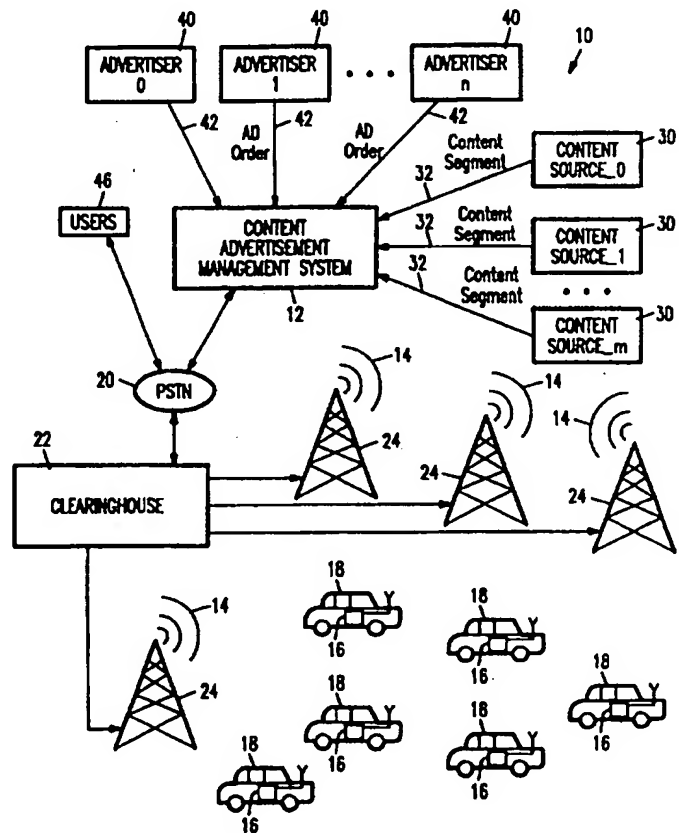 40 40 40 10
ADVERTISER 0 ADVERTISER 1 • • • ADVERTISER n
42 42 42
AD Order AD Order
Content Segment 30
CONTENT SOURCE_0
46 32
USERS
CONTENT ADVERTISEMENT MANAGEMENT SYSTEM
Content Segment 30
32
CONTENT SOURCE_1
12
Content Segment • • •
32 30
CONTENT SOURCE_m
20 PSTN
14 14 14
22 24 24 24
CLEARINGHOUSE
14 18 18
16 16
24 18 18 18
16 16 16
18
16